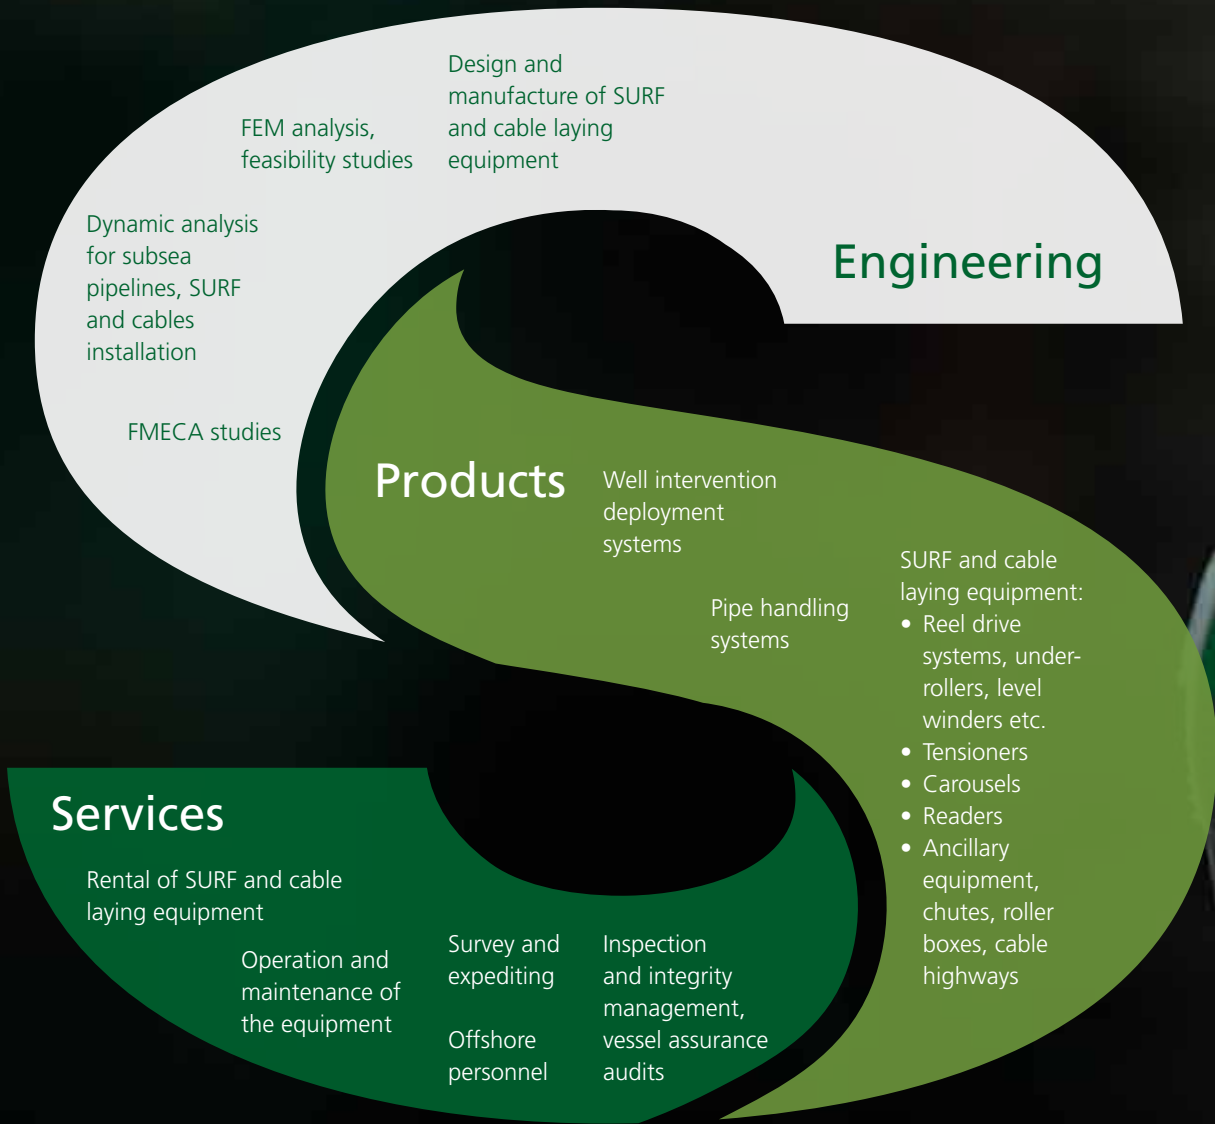 Design and
manufacture of SURF
and cable laying
equipment
FEM analysis,
feasibility studies
Dynamic analysis
for subsea
pipelines, SURF
and cables
installation
FMECA studies
Engineering
Products
Well intervention
deployment
systems
Pipe handling
systems
SURF and cable
laying equipment:
• Reel drive
systems, under-
rollers, level
winders etc.
• Tensioners
• Carousels
• Readers
• Ancillary
equipment,
chutes, roller
boxes, cable
highways
Services
Rental of SURF and cable
laying equipment
Operation and
maintenance of
the equipment
Survey and
expediting
Offshore
personnel
Inspection
and integrity
management,
vessel assurance
audits